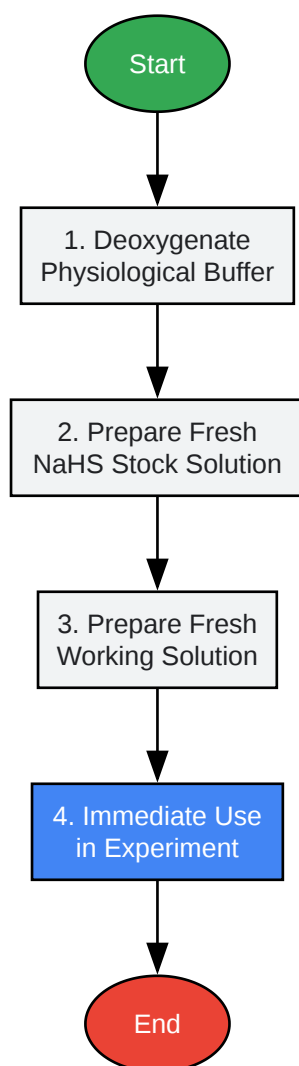 Start
1. Deoxygenate
Physiological Buffer
2. Prepare Fresh
NaHS Stock Solution
3. Prepare Fresh
Working Solution
4. Immediate Use
in Experiment
End